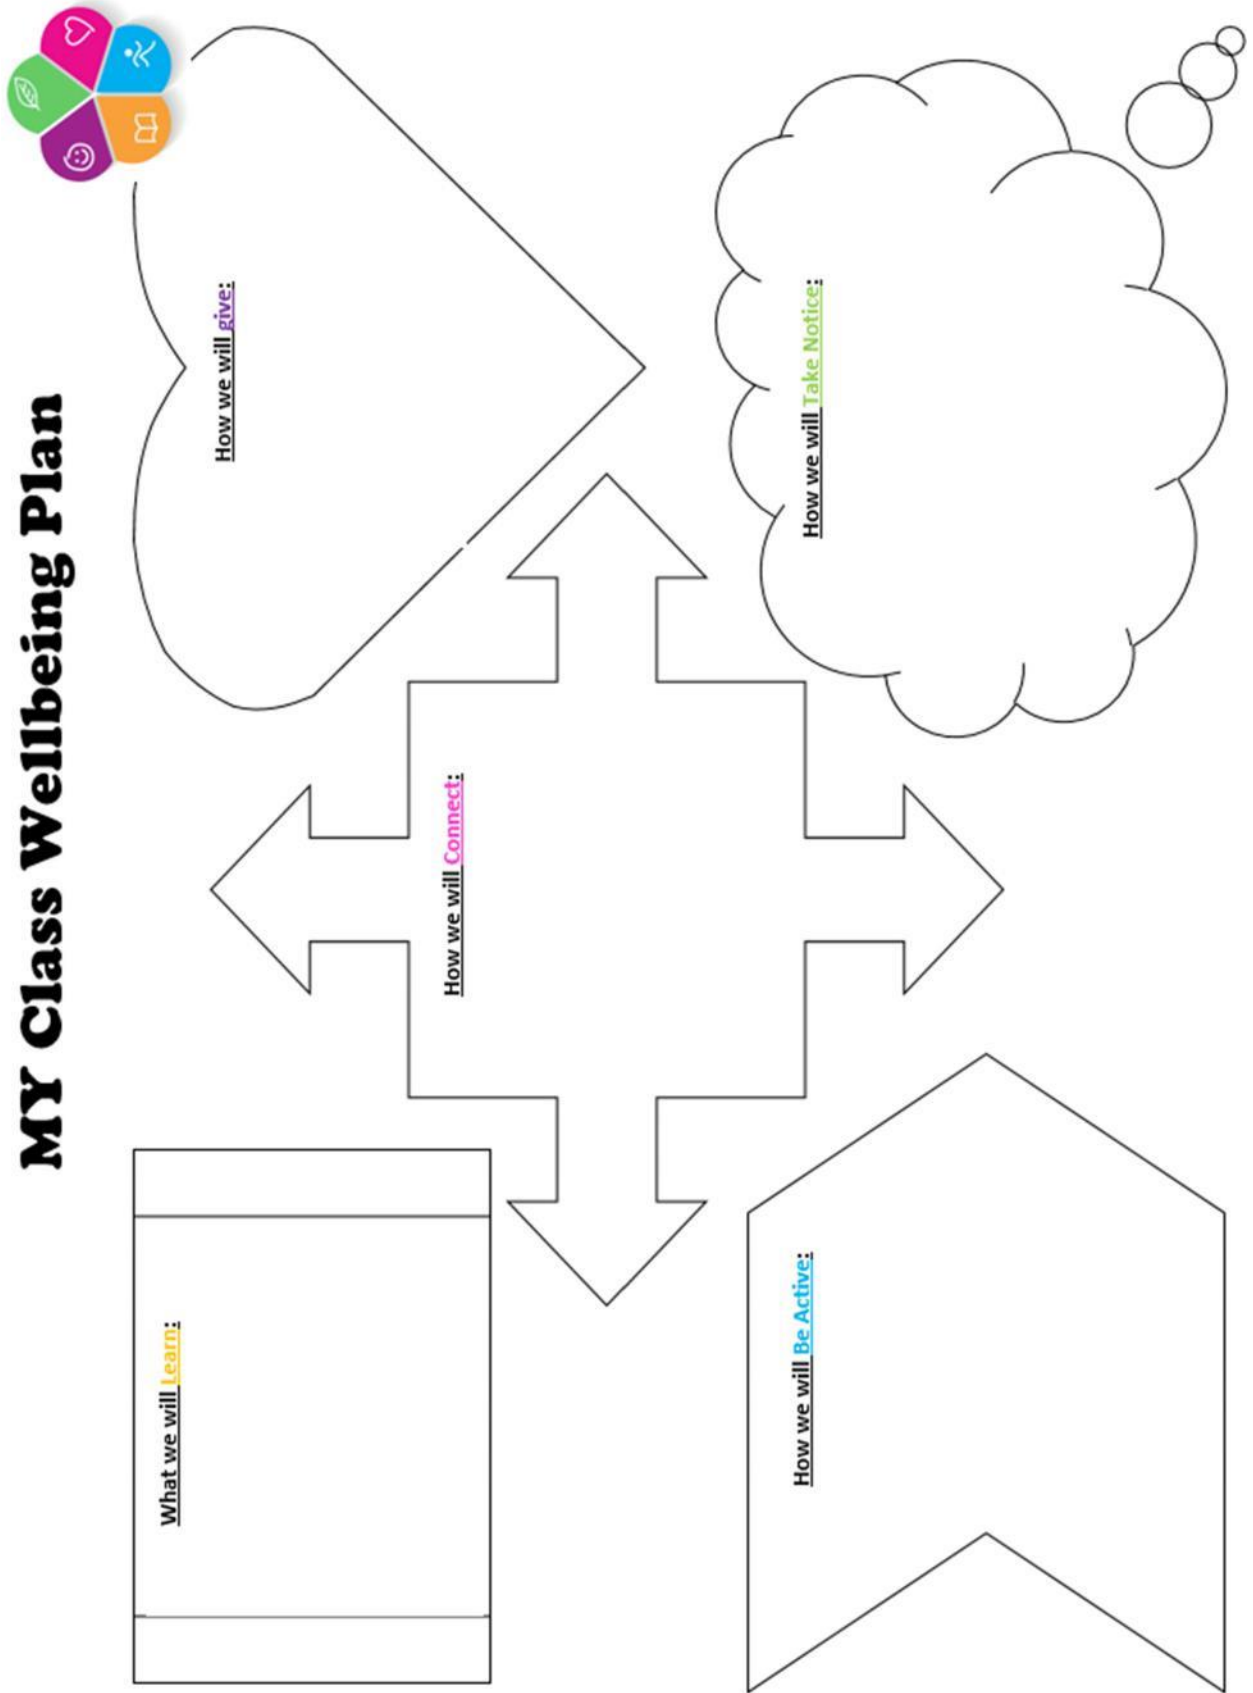 MY Class Wellbeing Plan
What we will Learn:
How we will give:
How we will Connect:
How we will Be Active:
How we will Take Notice: